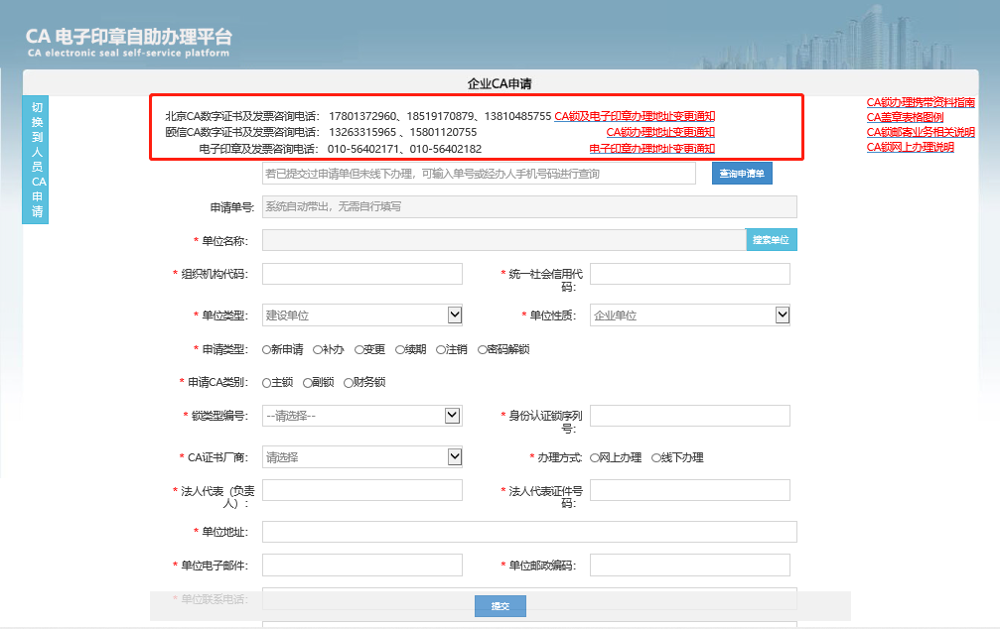 CA 电子印章自助办理平台
CA electronic seal self-service platform
企业CA申请
切换到人员CA申请
北京CA数字证书及发票咨询电话： 17801372960、18519170879、13810485755 CA锁及电子印章办理地址变更通知
颐信CA数字证书及发票咨询电话： 13263315965 、15801120755 CA锁办理地址变更通知
电子印章及发票咨询电话： 010-56402171、010-56402182 电子印章办理地址变更通知
CA锁办理携带资料指南
CA盖章表格图例
CA锁邮寄业务相关说明
CA锁网上办理说明
若已提交过申请单但未线下办理，可输入单号或经办人手机号码进行查询 查询申请单
申请单号: 系统自动带出，无需自行填写
* 单位名称: 搜索单位
* 组织机构代码: * 统一社会信用代
码:
* 单位类型: 建设单位 * 单位性质: 企业单位
* 申请类型: 新申请 补办 变更 续期 注销 密码解锁
* 申请CA类别: 主锁 副锁 财务锁
* 锁类型编号: --请选择-- * 身份认证锁序列
号:
* CA证书厂商: 请选择 * 办理方式: 网上办理 线下办理
* 法人代表（负责 * 法人代表证件号
人）: 码:
* 单位地址:
* 单位电子邮件: * 单位邮政编码:
* 单位联系电话:
提交